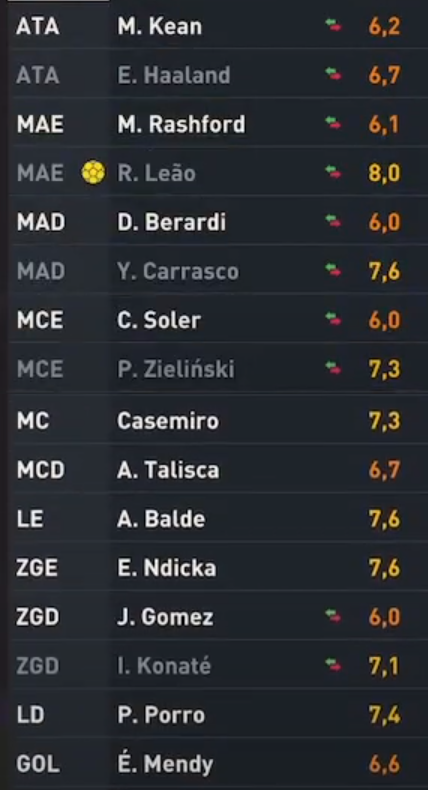 ATA M. Kean 6,2
ATA E. Haaland 6,7
MAE M. Rashford 6,1
MAE R. Leão 8,0
MAD D. Berardi 6,0
MAD Y. Carrasco 7,6
MCE C. Soler 6,0
MCE P. Zieliński 7,3
MC Casemiro 7,3
MCD A. Talisca 6,7
LE A. Balde 7,6
ZGE E. Ndicka 7,6
ZGD J. Gomez 6,0
ZGD I. Konaté 7,1
LD P. Porro 7,4
GOL É. Mendy 6,6